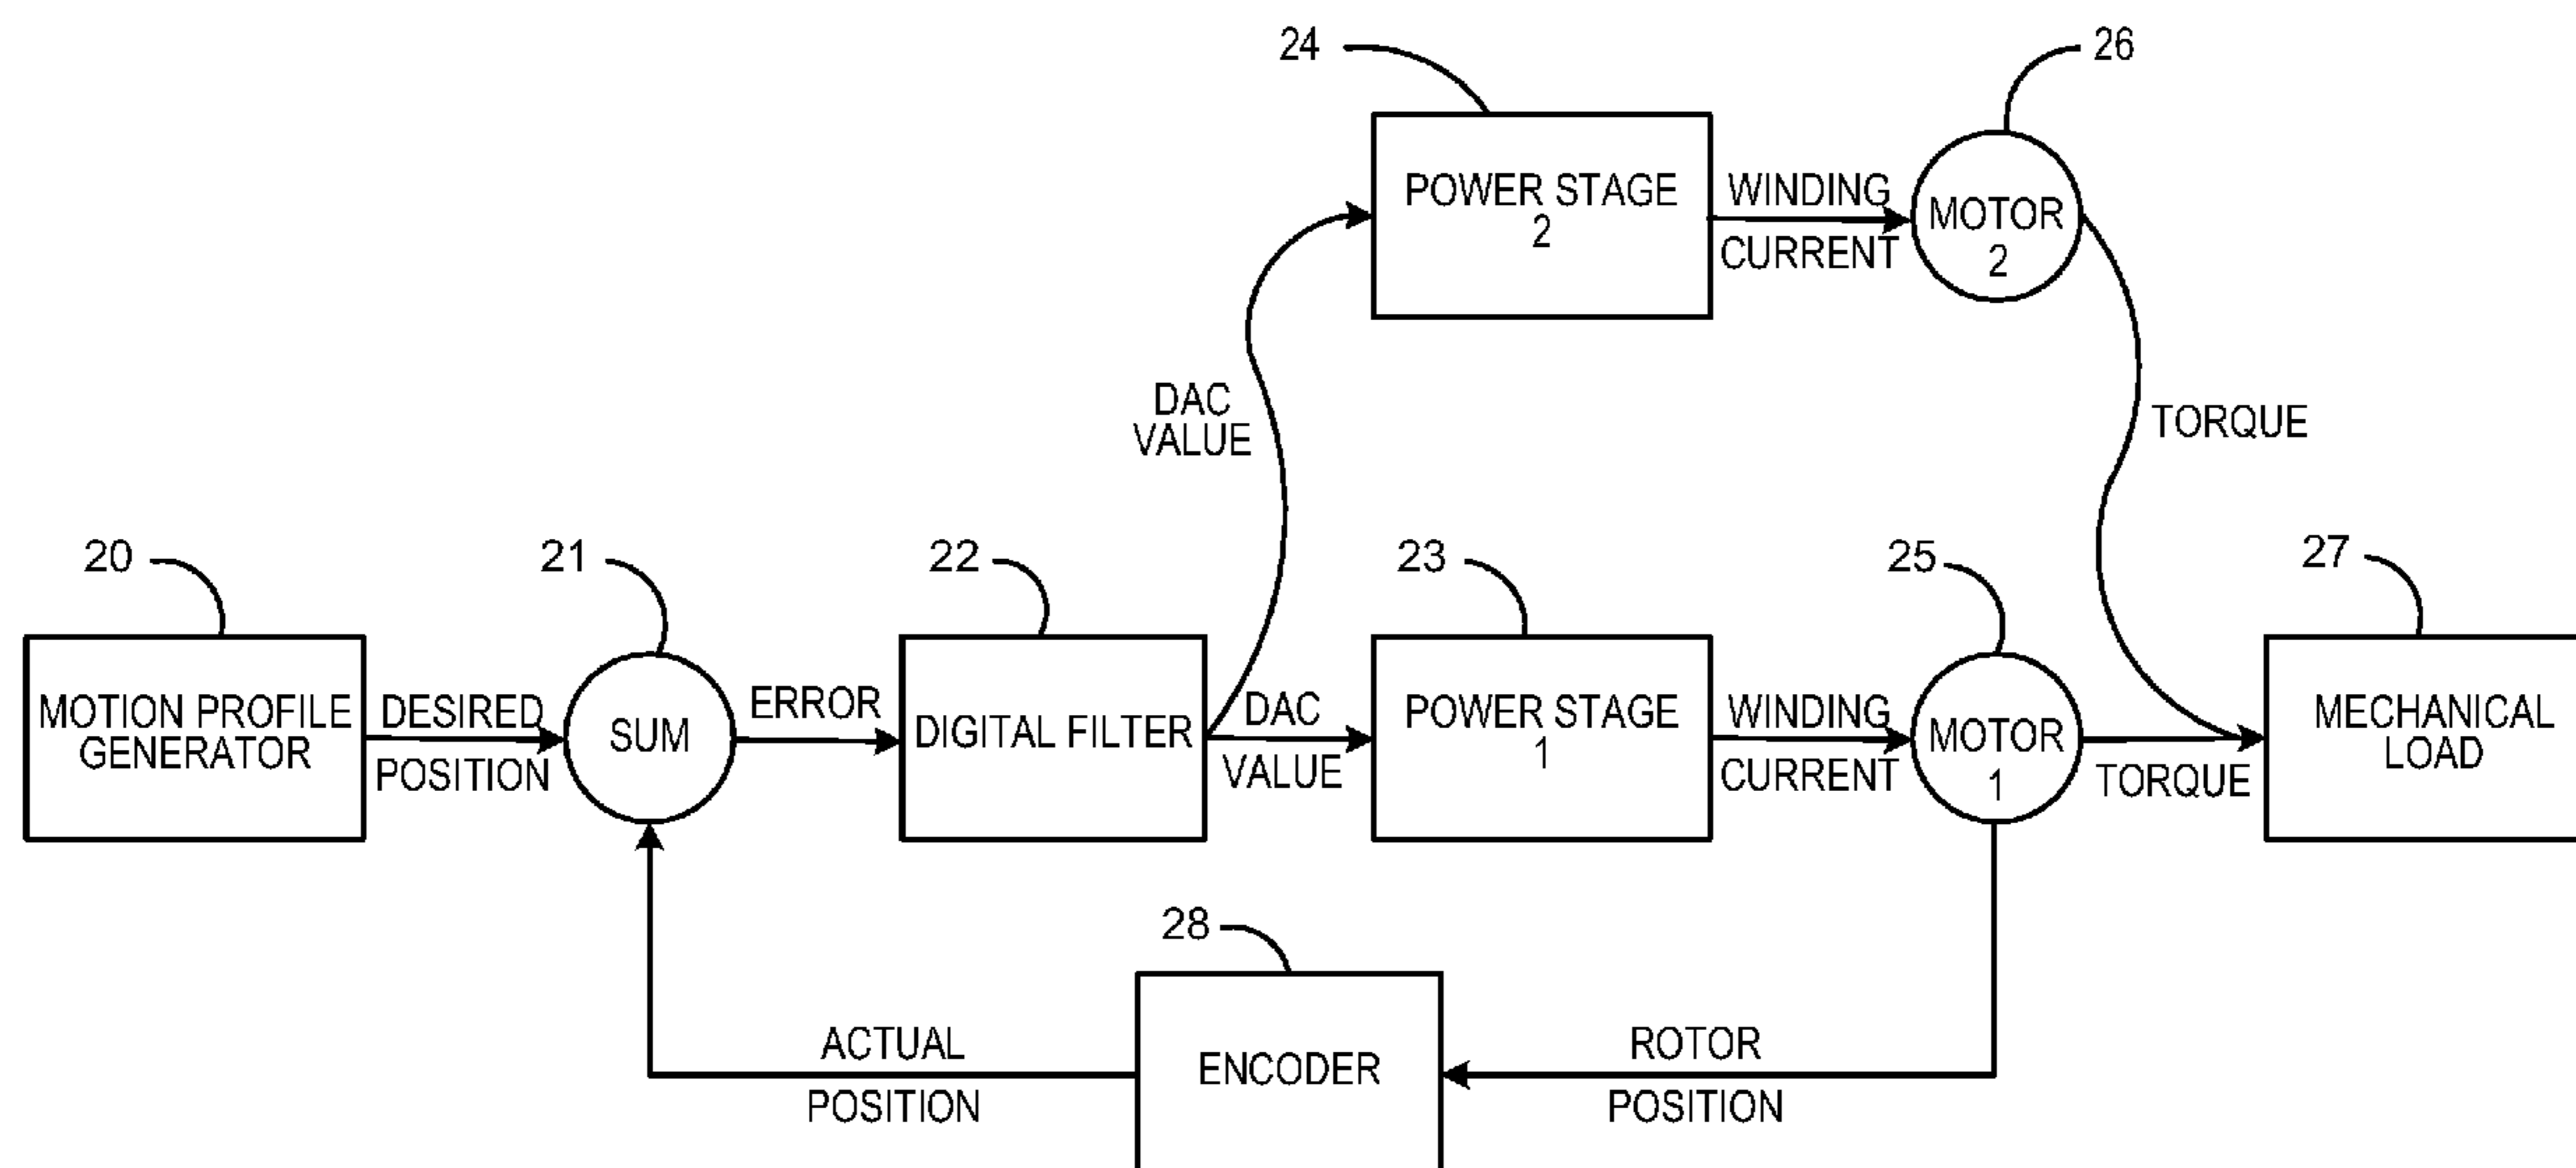 24
26
POWER STAGE
2
WINDING
CURRENT
MOTOR
2
DAC
VALUE
TORQUE
20
21
22
23
25
27
MOTION PROFILE
GENERATOR
DESIRED
POSITION
SUM
ERROR
DIGITAL FILTER
DAC
VALUE
POWER STAGE
1
WINDING
CURRENT
MOTOR
1
TORQUE
MECHANICAL
LOAD
28
ACTUAL
POSITION
ENCODER
ROTOR
POSITION